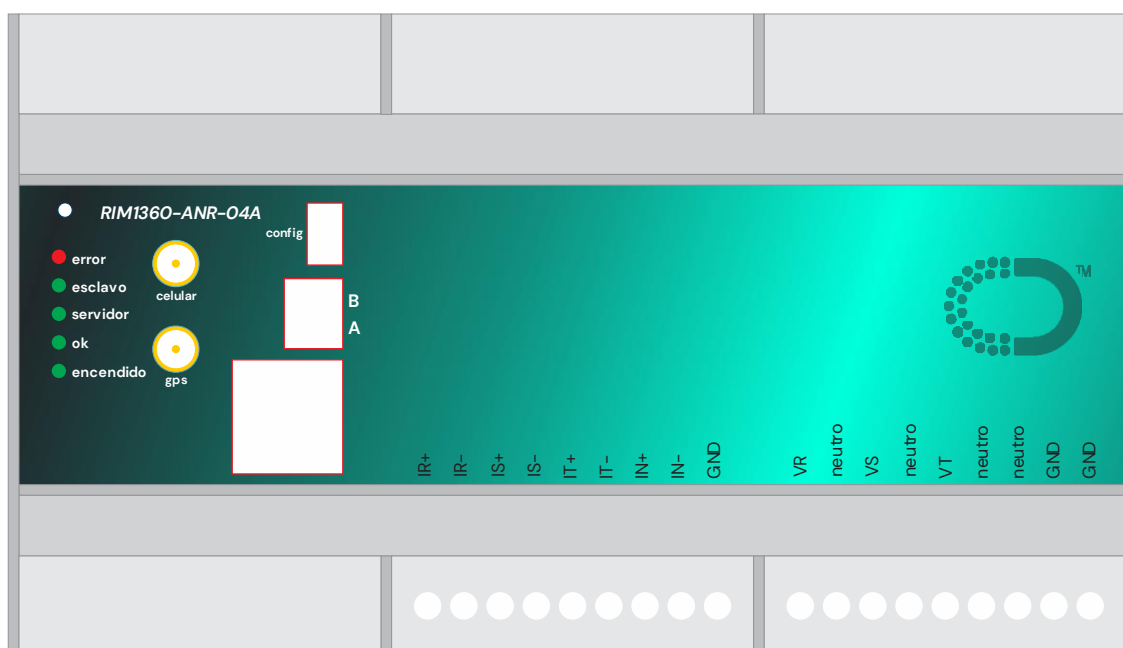 RIM1360-ANR-04A
config
error
esclavo
celular
B
servidor
A
ok
encendido
gps
IR+
IR-
IS+
IS-
IT+
IT-
IN+
IN-
GND
VR
neutro
VS
neutro
VT
neutro
neutro
GND
GND
TM